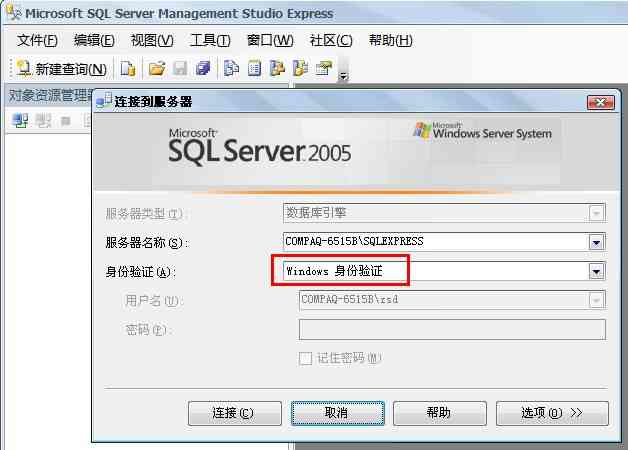 Microsoft SQL Server Management Studio Express
文件(F) 编辑(E) 视图(V) 工具(T) 窗口(W) 社区(C) 帮助(H)
新建查询(N)
对象资源管理器
连接到服务器
Microsoft
SQL Server 2005
Microsoft
Windows Server System
服务器类型(T): 数据库引擎
服务器名称(S): COMPAQ-6515B\SQLEXPRESS
身份验证(A): Windows 身份验证
用户名(U): COMPAQ-6515B\zsd
密码(P):
记住密码(M)
连接(C) 取消 帮助 选项(O) >>